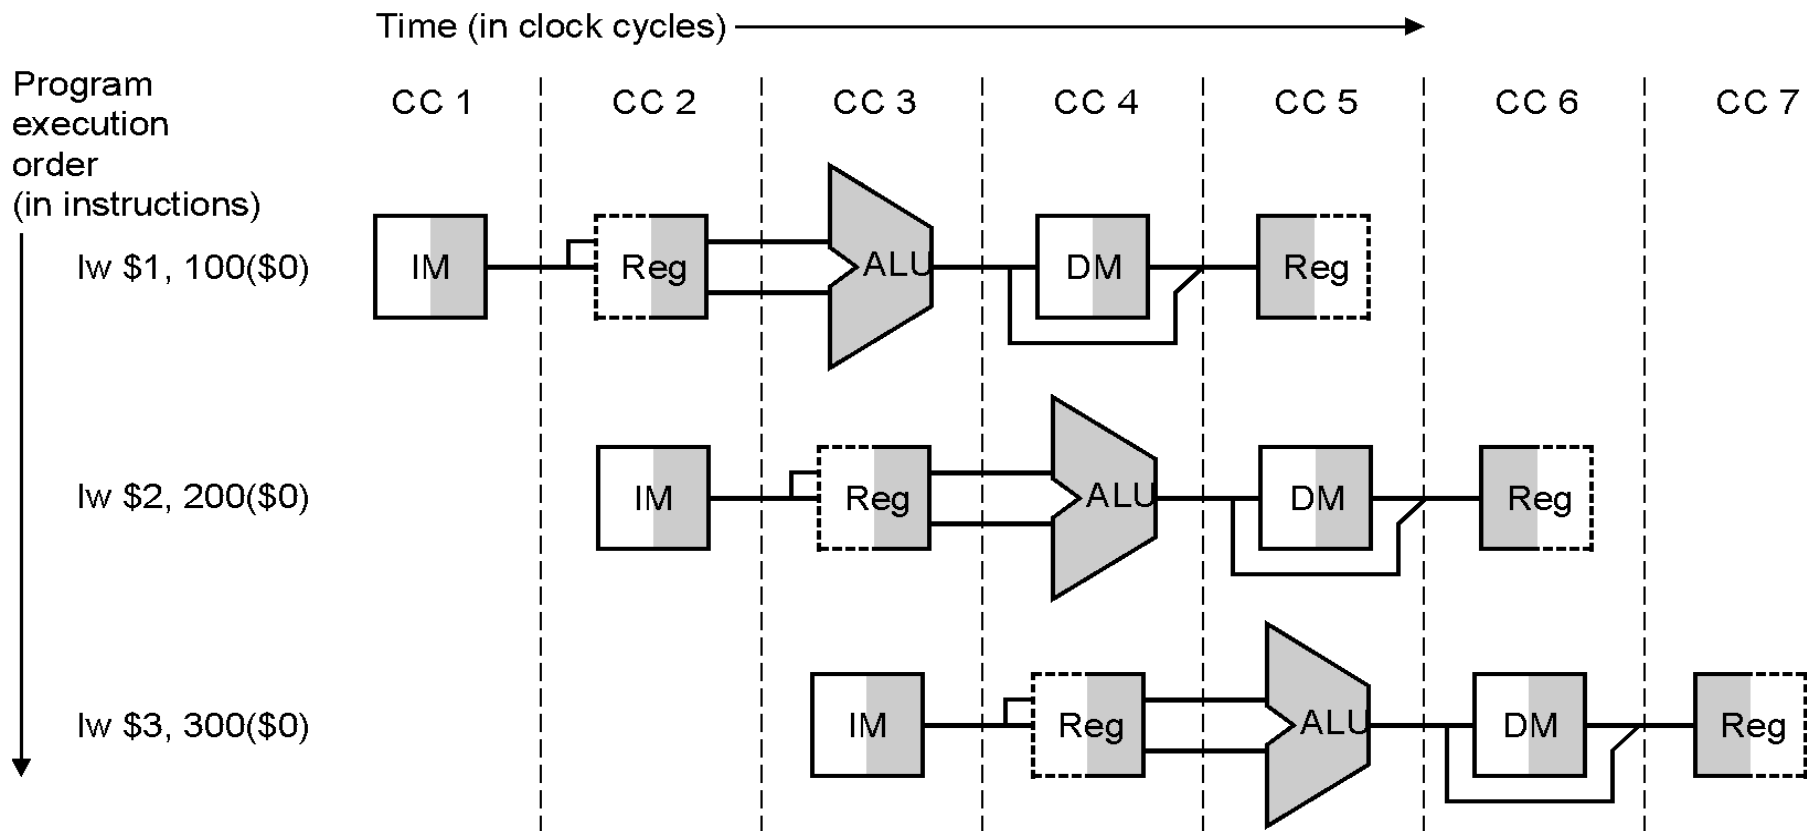 Time (in clock cycles)
Program
execution
order
(in instructions)
CC 1 CC 2 CC 3 CC 4 CC 5 CC 6 CC 7
lw $1, 100($0) IM Reg ALU DM Reg
lw $2, 200($0) IM Reg ALU DM Reg
lw $3, 300($0) IM Reg ALU DM Reg